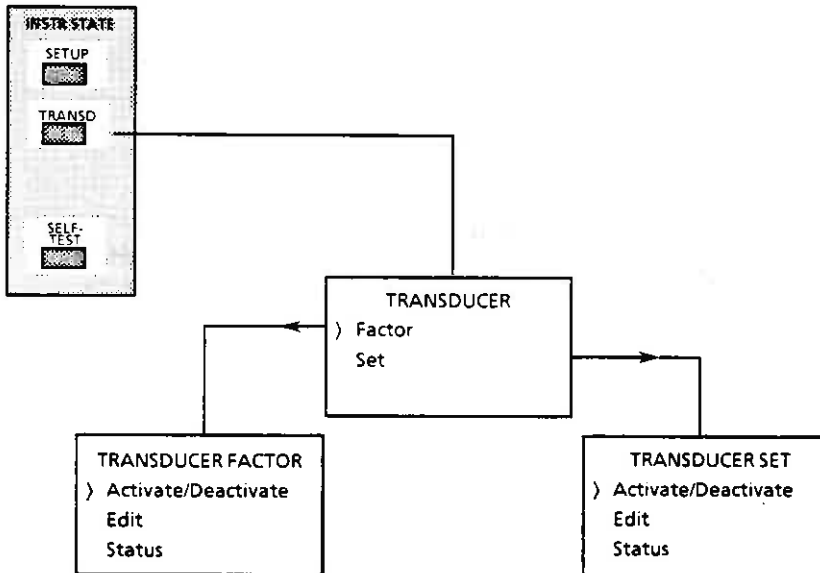 INSTR STATE
SETUP
TRANSD
SELF-
TEST
TRANSDUCER
) Factor
Set
TRANSDUCER FACTOR
) Activate/Deactivate
Edit
Status
TRANSDUCER SET
) Activate/Deactivate
Edit
Status